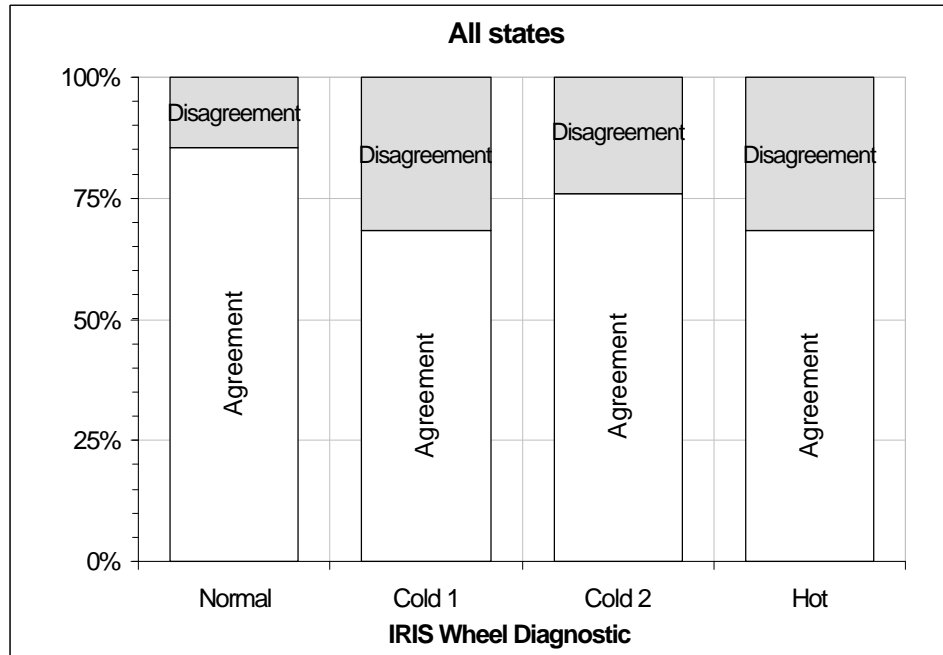 All states
100%
75%
50%
25%
0%
Disagreement
Disagreement
Disagreement
Disagreement
Agreement
Agreement
Agreement
Agreement
Normal Cold 1 Cold 2 Hot
IRIS Wheel Diagnostic